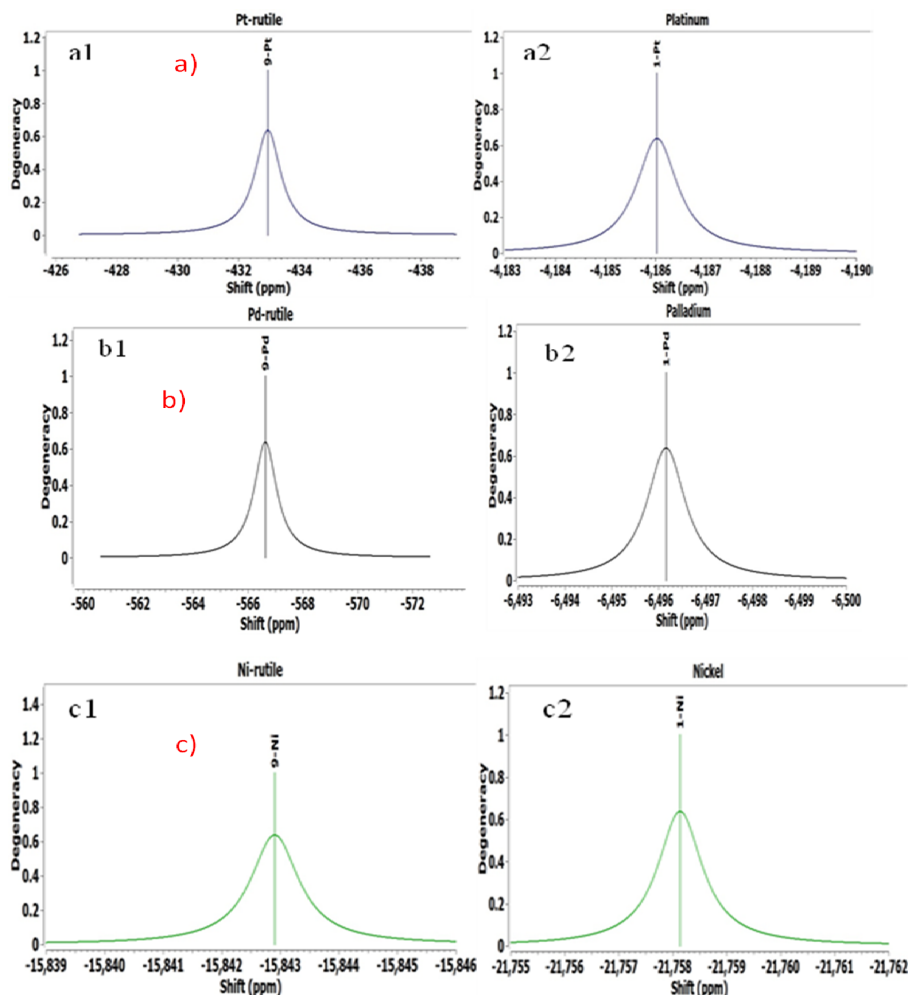 Pt-rutile
a1
a)
9-Pt
Degeneracy
1.2
1
0.8
0.6
0.4
0.2
0
-426 -428 -430 -432 -434 -436 -438
Shift (ppm)
Platinum
a2
1-Pt
Degeneracy
1.2
1
0.8
0.6
0.4
0.2
0
-4,183 -4,184 -4,185 -4,186 -4,187 -4,188 -4,189 -4,190
Shift (ppm)
Pd-rutile
b1
b)
9-Pd
Degeneracy
1.2
1
0.8
0.6
0.4
0.2
0
-560 -562 -564 -566 -568 -570 -572
Shift (ppm)
Palladium
b2
1-Pd
Degeneracy
1.2
1
0.8
0.6
0.4
0.2
0
-6,493 -6,494 -6,495 -6,496 -6,497 -6,498 -6,499 -6,500
Shift (ppm)
Ni-rutile
c1
c)
9-Ni
Degeneracy
1.4
1.2
1
0.8
0.6
0.4
0.2
0
-15,839 -15,840 -15,842 -15,843 -15,844 -15,845 -15,846
Shift (ppm)
Nickel
c2
1-Ni
Degeneracy
1.2
1
0.8
0.6
0.4
0.2
0
-21,755 -21,756 -21,757 -21,758 -21,759 -21,760 -21,761 -21,762
Shift (ppm)